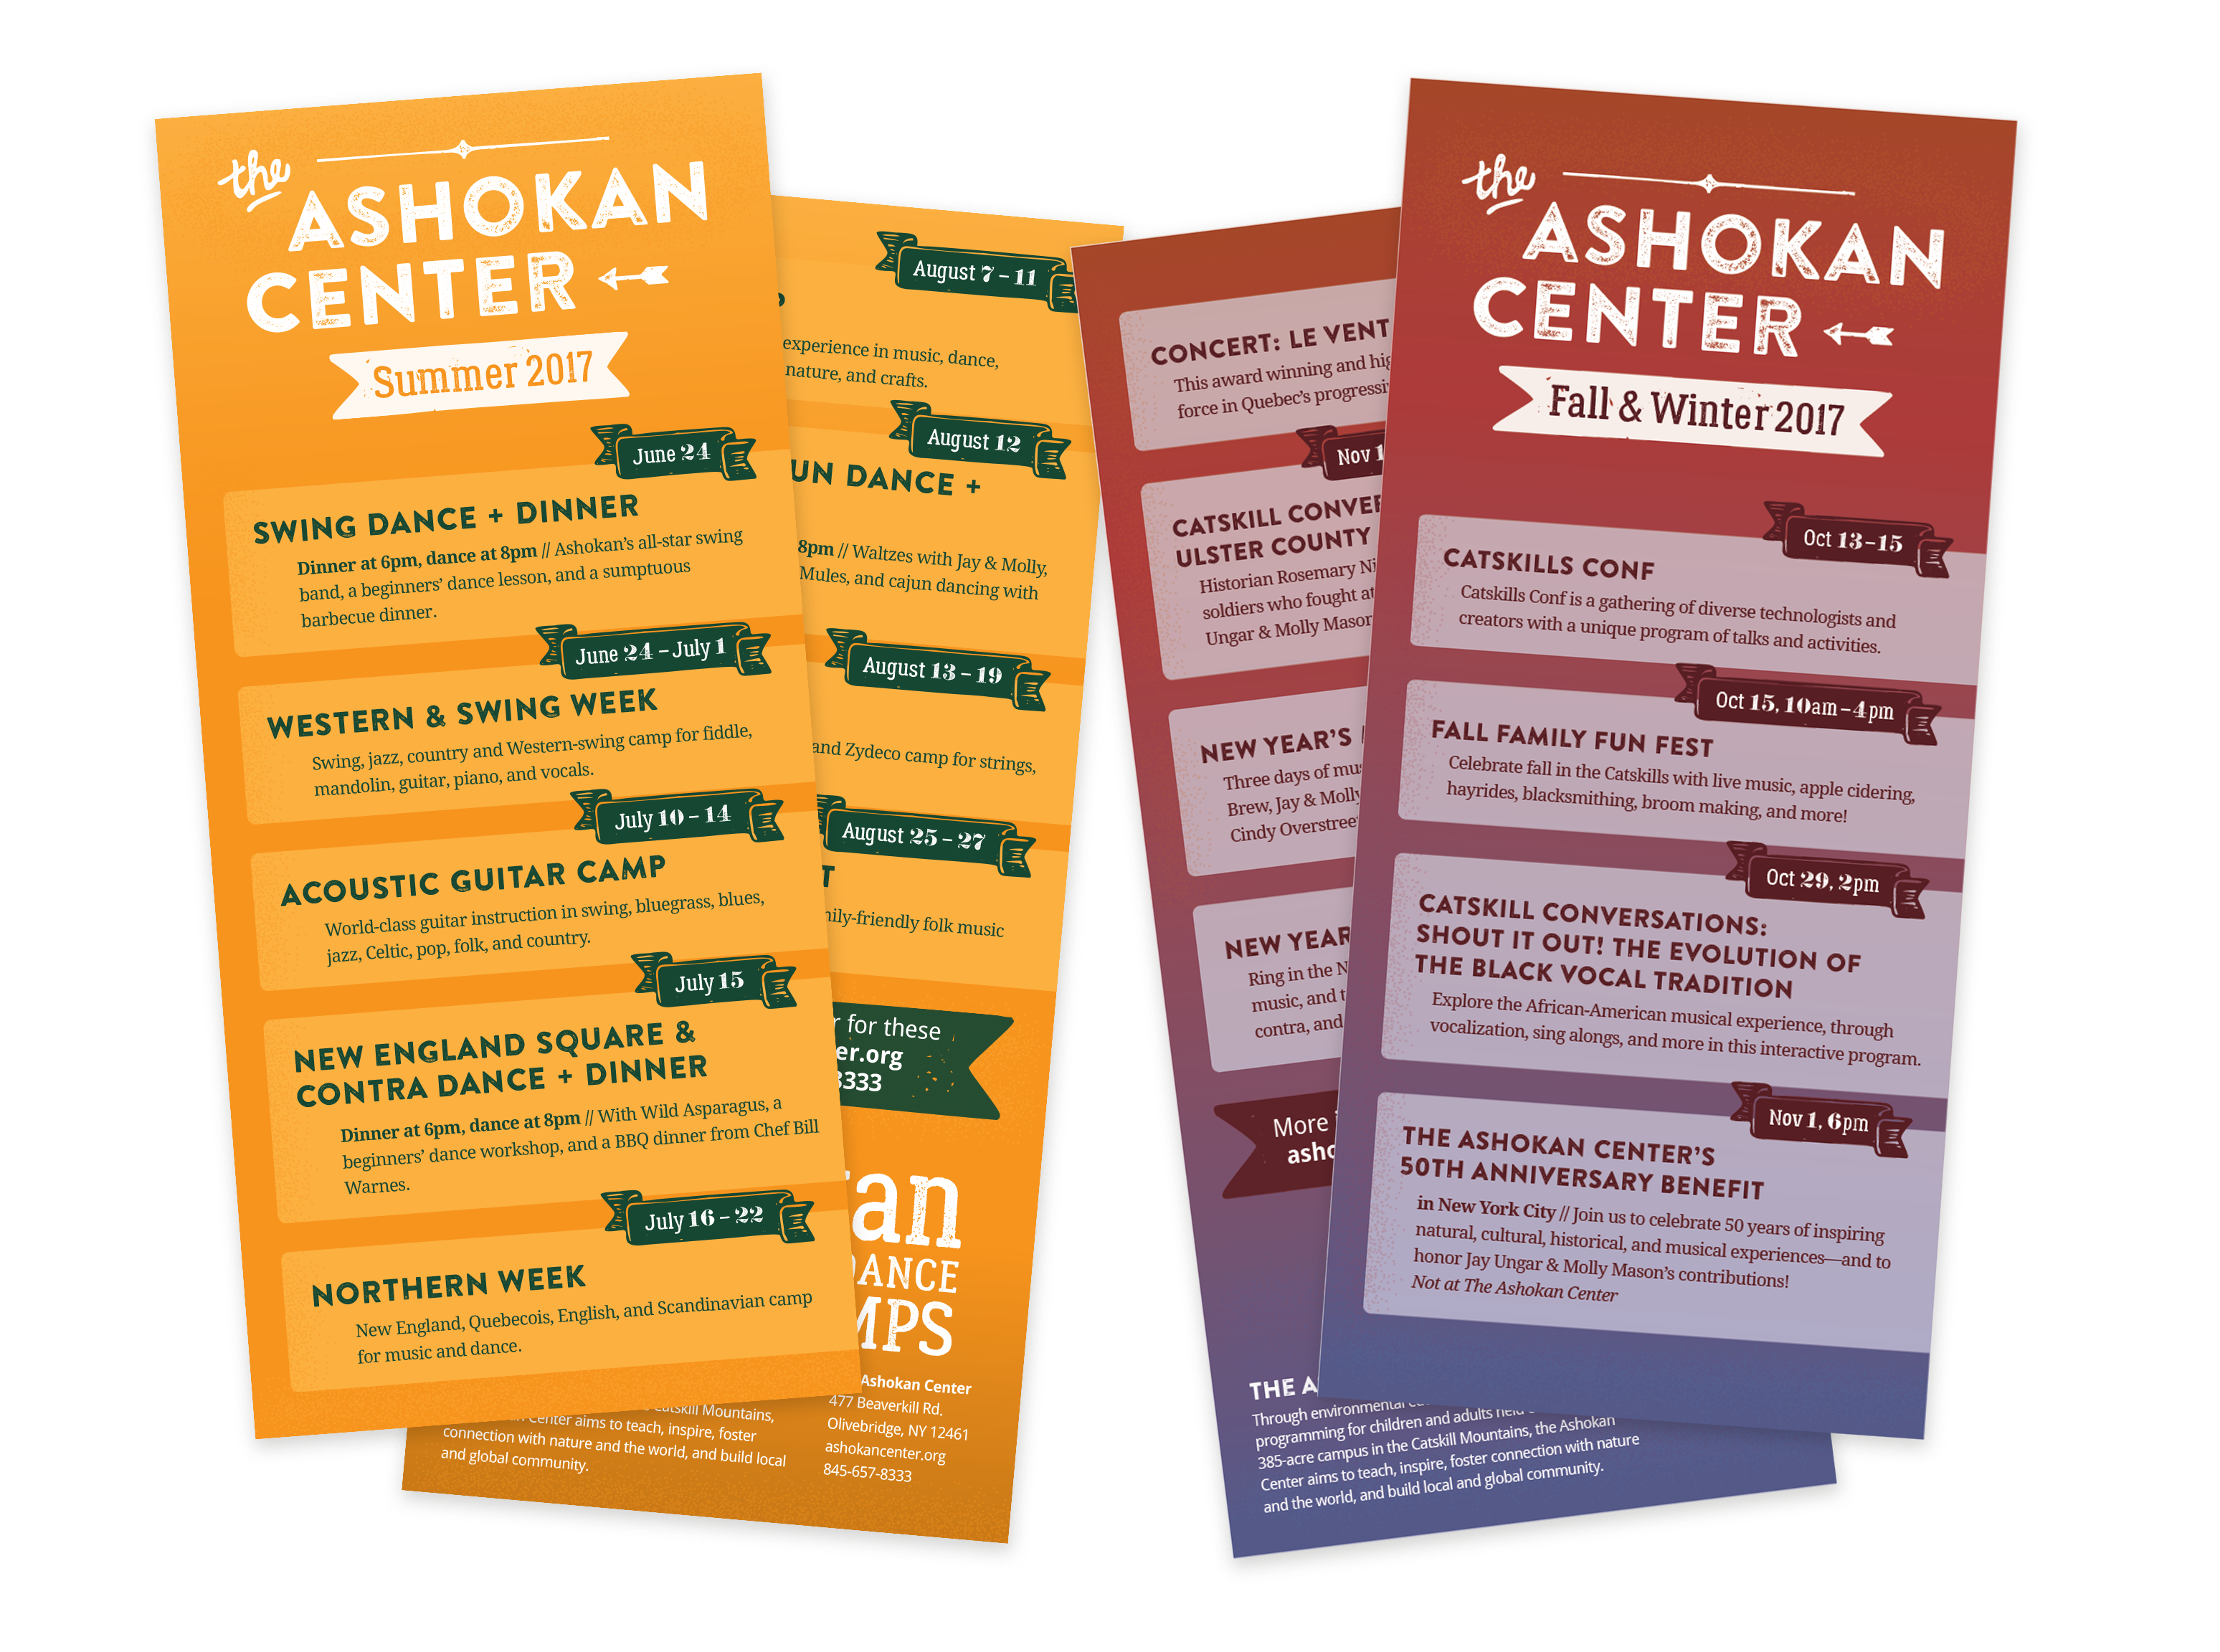 the
ASHOKAN
CENTER
Summer 2017
June 24
SWING DANCE + DINNER
Dinner at 6pm, dance at 8pm // Ashokan's all-star swing
band, a beginners' dance lesson, and a sumptuous
barbecue dinner.
June 24 – July 1
WESTERN & SWING WEEK
Swing, jazz, country and Western-swing camp for fiddle,
mandolin, guitar, piano, and vocals.
July 10 – 14
ACOUSTIC GUITAR CAMP
World-class guitar instruction in swing, bluegrass, blues,
jazz, Celtic, pop, folk, and country.
July 15
NEW ENGLAND SQUARE &
CONTRA DANCE + DINNER
Dinner at 6pm, dance at 8pm // With Wild Asparagus, a
beginners' dance workshop, and a BBQ dinner from Chef Bill
Warnes.
July 16 – 22
NORTHERN WEEK
New England, Quebecois, English, and Scandinavian camp
for music and dance.
August 7 – 11
experience in music, dance,
nature, and crafts.
August 12
UN DANCE +
8pm // Waltzes with Jay & Molly,
Mules, and cajun dancing with
August 13 – 19
and Zydeco camp for strings,
August 25 – 27
T
ily-friendly folk music
r for these
er.org
8333
an
DANCE
MPS
Catskill Mountains,
Center aims to teach, inspire, foster
connection with nature and the world, and build local
and global community.
Ashokan Center
477 Beaverkill Rd.
Olivebridge, NY 12461
ashokancenter.org
845-657-8333
CONCERT: LE VENT
This award winning and hig
force in Quebec's progressi
Nov 1
CATSKILL CONVER
ULSTER COUNTY
Historian Rosemary Ni
soldiers who fought at
Ungar & Molly Mason
NEW YEAR'S
Three days of mus
Brew, Jay & Molly
Cindy Overstreet
NEW YEAR
Ring in the N
music, and t
contra, and
More i
asho
THE A
Through environmental
programming for children and adults held
385-acre campus in the Catskill Mountains, the Ashokan
Center aims to teach, inspire, foster connection with nature
and the world, and build local and global community.
the
ASHOKAN
CENTER
Fall & Winter 2017
Oct 13–15
CATSKILLS CONF
Catskills Conf is a gathering of diverse technologists and
creators with a unique program of talks and activities.
Oct 15, 10am–4pm
FALL FAMILY FUN FEST
Celebrate fall in the Catskills with live music, apple cidering,
hayrides, blacksmithing, broom making, and more!
Oct 29, 2pm
CATSKILL CONVERSATIONS:
SHOUT IT OUT! THE EVOLUTION OF
THE BLACK VOCAL TRADITION
Explore the African-American musical experience, through
vocalization, sing alongs, and more in this interactive program.
Nov 1, 6pm
THE ASHOKAN CENTER'S
50TH ANNIVERSARY BENEFIT
in New York City // Join us to celebrate 50 years of inspiring
natural, cultural, historical, and musical experiences—and to
honor Jay Ungar & Molly Mason's contributions!
Not at The Ashokan Center